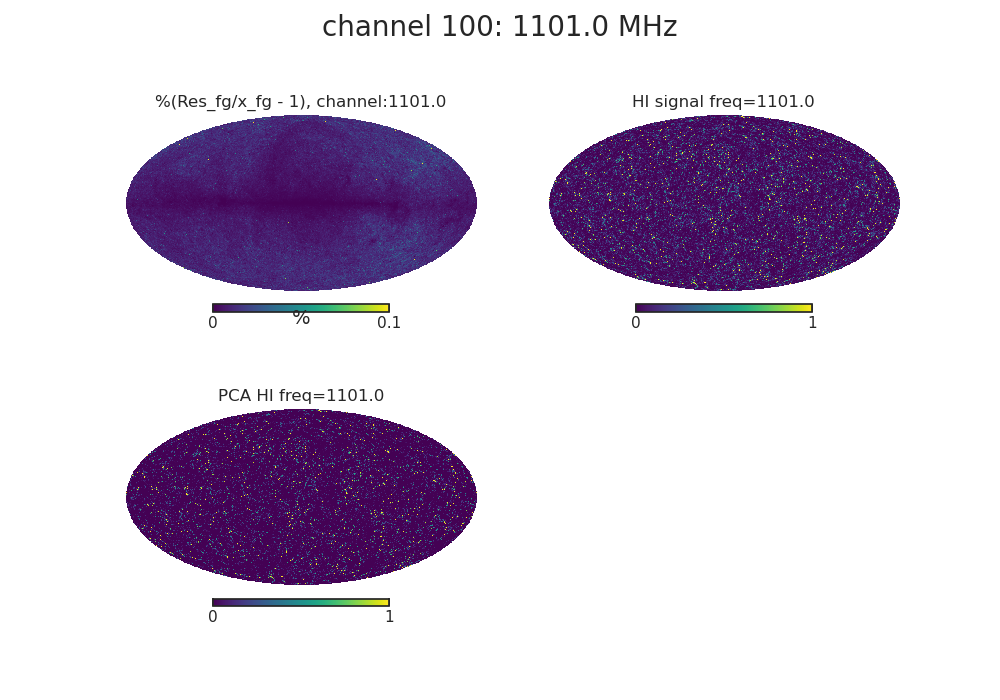 channel 100: 1101.0 MHz
%(Res_fg/x_fg - 1), channel:1101.0
HI signal freq=1101.0
0 % 0.1
0 1
PCA HI freq=1101.0
0 1